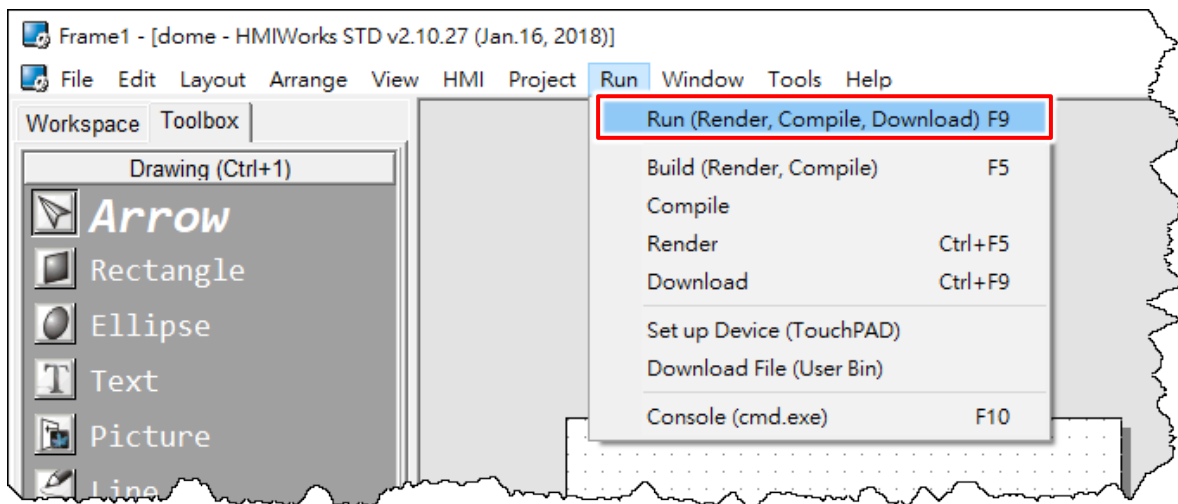 Frame1 - [dome - HMIWorks STD v2.10.27 (Jan.16, 2018)]
File Edit Layout Arrange View HMI Project Run Window Tools Help
Workspace Toolbox
Drawing (Ctrl+1)
Arrow
Rectangle
Ellipse
Text
Picture
Line
Run (Render, Compile, Download) F9
Build (Render, Compile) F5
Compile
Render Ctrl+F5
Download Ctrl+F9
Set up Device (TouchPAD)
Download File (User Bin)
Console (cmd.exe) F10